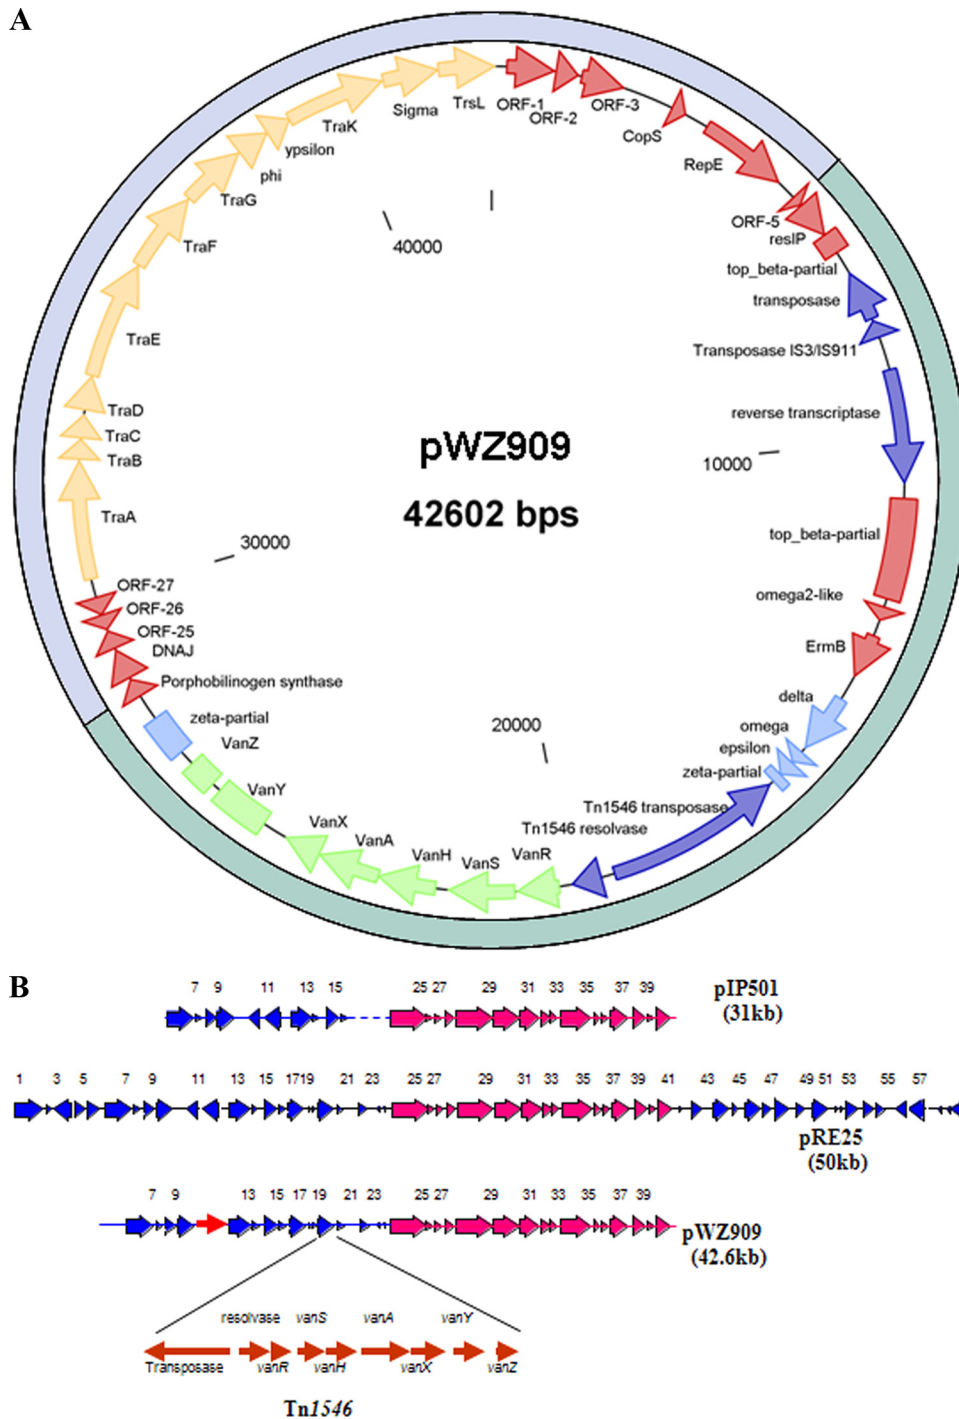 A
TraK
Sigma
TrsL
ORF-1
ORF-2
ORF-3
CopS
RepE
ypsilon
phi
TraG
TraF
TraE
TraD
TraC
TraB
TraA
ORF-5
resIP
top_beta-partial
transposase
Transposase IS3/IS911
reverse transcriptase
top_beta-partial
omega2-like
ErmB
delta
omega
epsilon
zeta-partial
Tn1546 transposase
Tn1546 resolvase
VanR
VanS
VanH
VanA
VanX
VanY
VanZ
zeta-partial
Porphobilinogen synthase
DNAJ
ORF-25
ORF-26
ORF-27
40000
10000
20000
30000
pWZ909
42602 bps
B
7 9 11 13 15 25 27 29 31 33 35 37 39
pIP501
(31kb)
1 3 5 7 9 11 13 15 17 19 21 23 25 27 29 31 33 35 37 39 41 43 45 47 49 51 53 55 57
pRE25
(50kb)
7 9 13 15 17 19 21 23 25 27 29 31 33 35 37 39
pWZ909
(42.6kb)
resolvase vanS vanA vanY
Transposase vanR vanH vanX vanZ
Tn1546